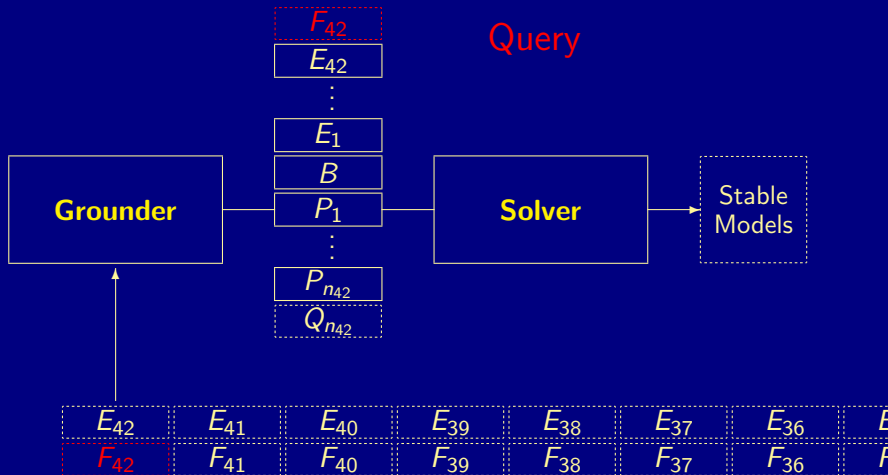 F₄₂
Query
E₄₂
⋮
E₁
B
Grounder
P₁
Solver
Stable
Models
⋮
Pₙ₄₂
Qₙ₄₂
E₄₂ E₄₁ E₄₀ E₃₉ E₃₈ E₃₇ E₃₆ E
F₄₂ F₄₁ F₄₀ F₃₉ F₃₈ F₃₇ F₃₆ F